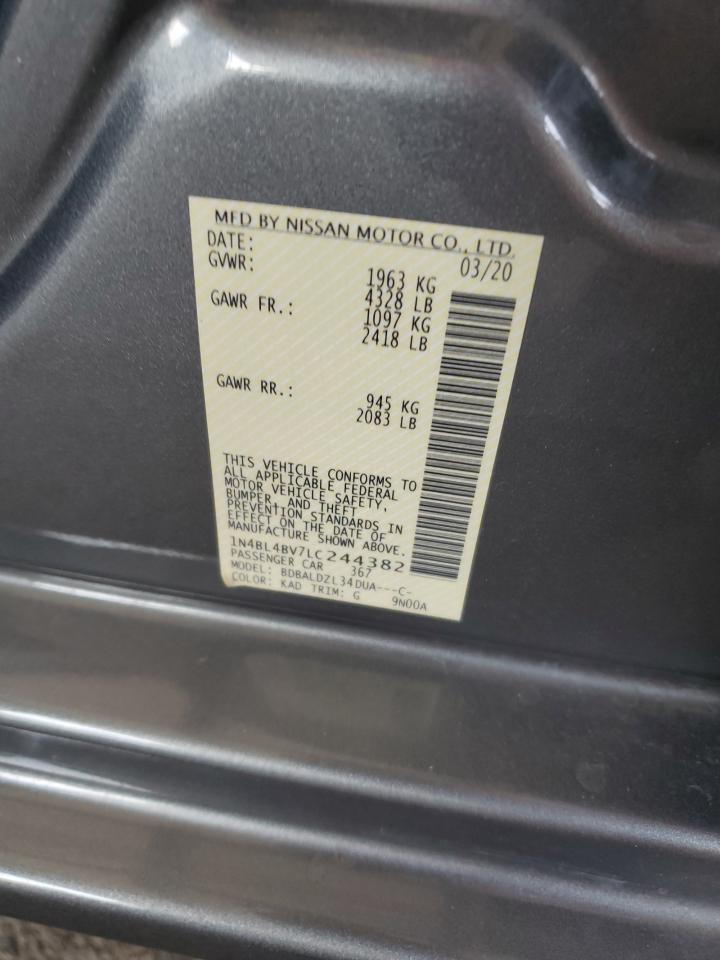 MFD BY NISSAN MOTOR CO., LTD.
DATE: 03/20
GVWR: 1963 KG
4328 LB
GAWR FR.: 1097 KG
2418 LB
GAWR RR.: 945 KG
2083 LB
THIS VEHICLE CONFORMS TO
ALL APPLICABLE FEDERAL
MOTOR VEHICLE SAFETY,
BUMPER, AND THEFT
PREVENTION STANDARDS IN
EFFECT ON THE DATE OF
MANUFACTURE SHOWN ABOVE.
1N4BL4BV7LC244382
PASSENGER CAR 367
MODEL: BDBALDZL34DUA---C-
COLOR: KAD TRIM: G 9N00A